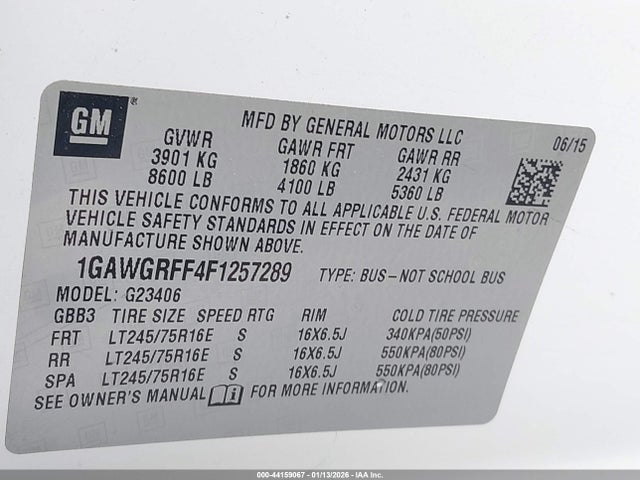 GM
MFD BY GENERAL MOTORS LLC
06/15
GVWR GAWR FRT GAWR RR
3901 KG 1860 KG 2431 KG
8600 LB 4100 LB 5360 LB
THIS VEHICLE CONFORMS TO ALL APPLICABLE U.S. FEDERAL MOTOR
VEHICLE SAFETY STANDARDS IN EFFECT ON THE DATE OF
MANUFACTURE SHOWN ABOVE.
1GAWGRFF4F1257289 TYPE: BUS-NOT SCHOOL BUS
MODEL: G23406
GBB3 TIRE SIZE SPEED RTG RIM COLD TIRE PRESSURE
FRT LT245/75R16E S 16X6.5J 340KPA(50PSI)
RR LT245/75R16E S 16X6.5J 550KPA(80PSI)
SPA LT245/75R16E S 16X6.5J 550KPA(80PSI)
SEE OWNER'S MANUAL FOR MORE INFORMATION.
000-44159067 - 01/13/2026 - IAA Inc.